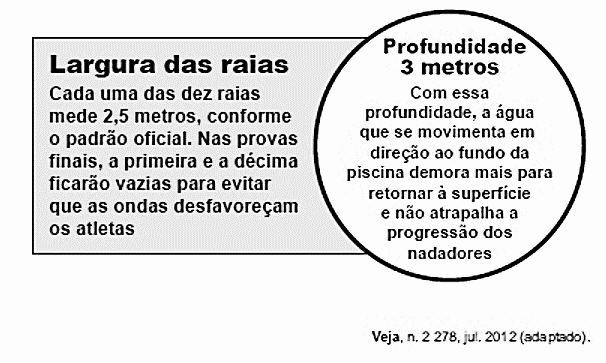 Largura das raias
Cada uma das dez raias
mede 2,5 metros, conforme
o padrão oficial. Nas provas
finais, a primeira e a décima
ficarão vazias para evitar
que as ondas desfavoreçam
os atletas
Profundidade
3 metros
Com essa
profundidade, a água
que se movimenta em
direção ao fundo da
piscina demora mais para
retornar à superfície
e não atrapalha a
progressão dos
nadadores
Veja, n. 2 278, jul. 2012 (adaptado).